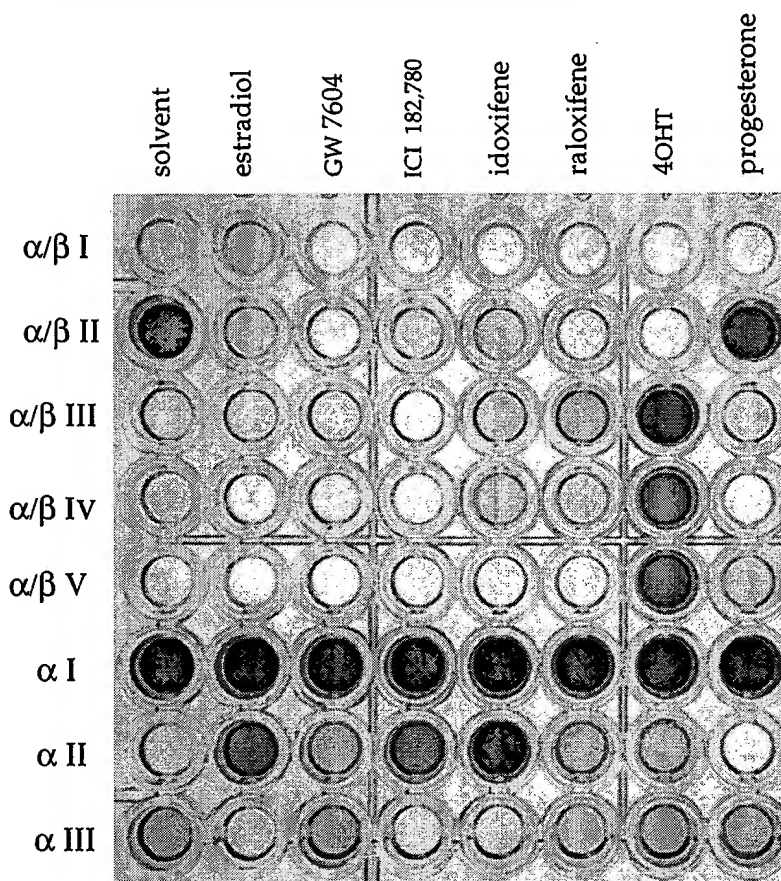 solvent
estradiol
GW 7604
ICI 182,780
idoxifene
raloxifene
4OHT
progesterone
α/β I
α/β II
α/β III
α/β Iv
α/β V
α I
α II
α III